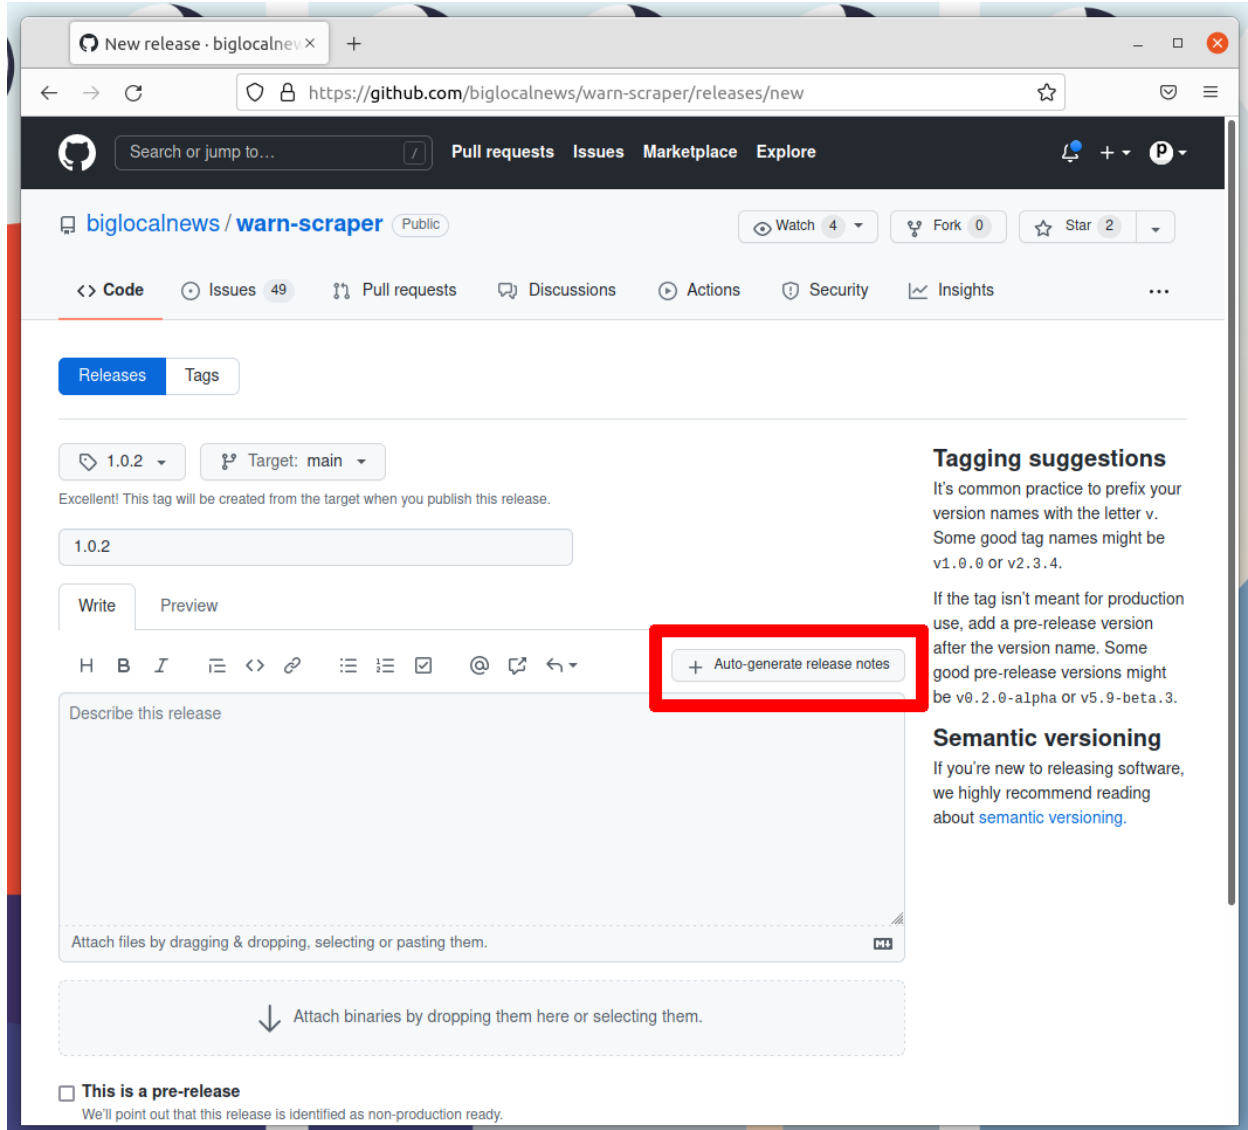 New release · biglocalnew
https://github.com/biglocalnews/warn-scraper/releases/new
Search or jump to… /
Pull requests Issues Marketplace Explore
biglocalnews / warn-scraper Public
Watch 4 Fork 0 Star 2
Code Issues 49 Pull requests Discussions Actions Security Insights
Releases Tags
1.0.2 Target: main
Excellent! This tag will be created from the target when you publish this release.
1.0.2
Write Preview
Auto-generate release notes
Describe this release
Attach files by dragging & dropping, selecting or pasting them.
Attach binaries by dropping them here or selecting them.
This is a pre-release
We'll point out that this release is identified as non-production ready.
Tagging suggestions
It's common practice to prefix your
version names with the letter v.
Some good tag names might be
v1.0.0 or v2.3.4.
If the tag isn't meant for production
use, add a pre-release version
after the version name. Some
good pre-release versions might
be v0.2.0-alpha or v5.9-beta.3.
Semantic versioning
If you're new to releasing software,
we highly recommend reading
about semantic versioning.